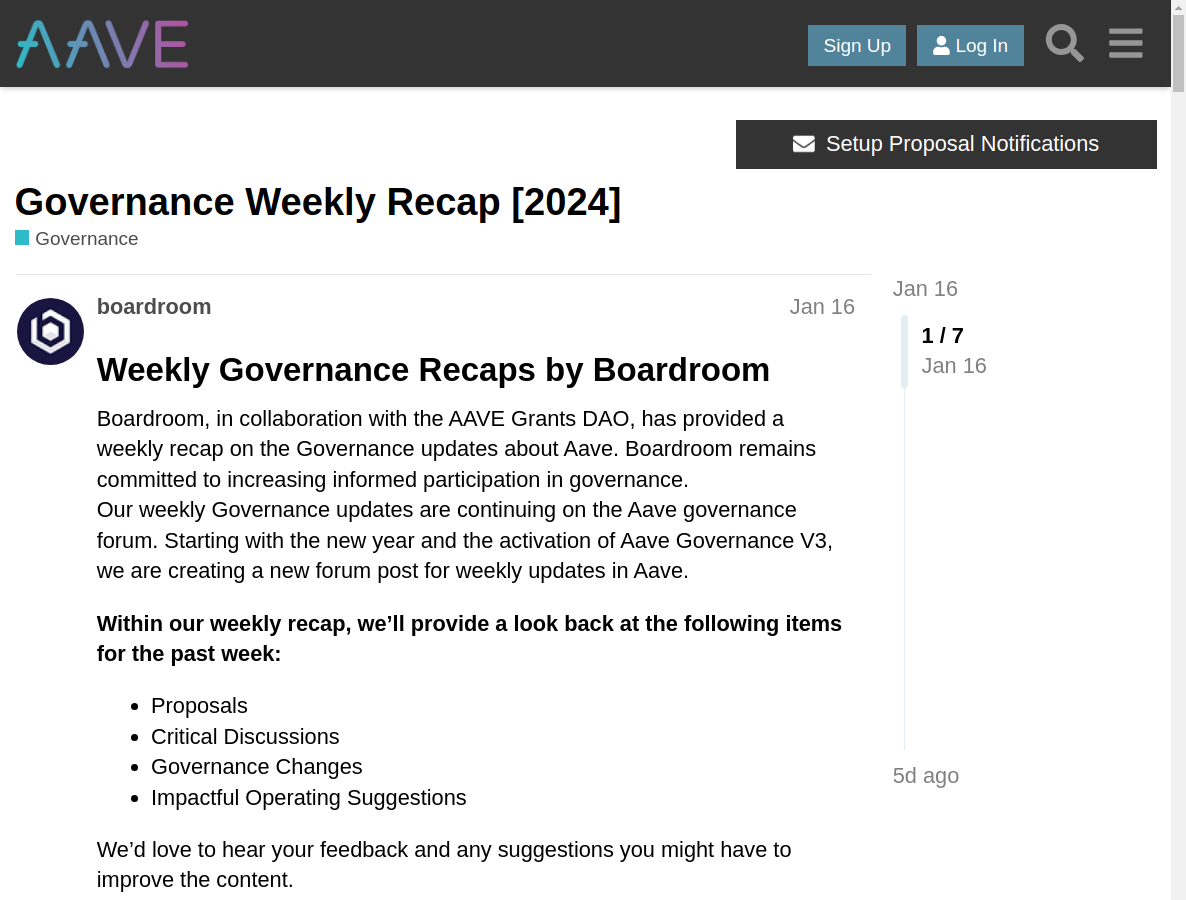 AAVE
Sign Up
Log In
Setup Proposal Notifications
Governance Weekly Recap [2024]
Governance
boardroom
Jan 16
Weekly Governance Recaps by Boardroom
Boardroom, in collaboration with the AAVE Grants DAO, has provided a
weekly recap on the Governance updates about Aave. Boardroom remains
committed to increasing informed participation in governance.
Our weekly Governance updates are continuing on the Aave governance
forum. Starting with the new year and the activation of Aave Governance V3,
we are creating a new forum post for weekly updates in Aave.
Within our weekly recap, we’ll provide a look back at the following items
for the past week:
• Proposals
• Critical Discussions
• Governance Changes
• Impactful Operating Suggestions
We’d love to hear your feedback and any suggestions you might have to
improve the content.
Jan 16
1 / 7
Jan 16
5d ago